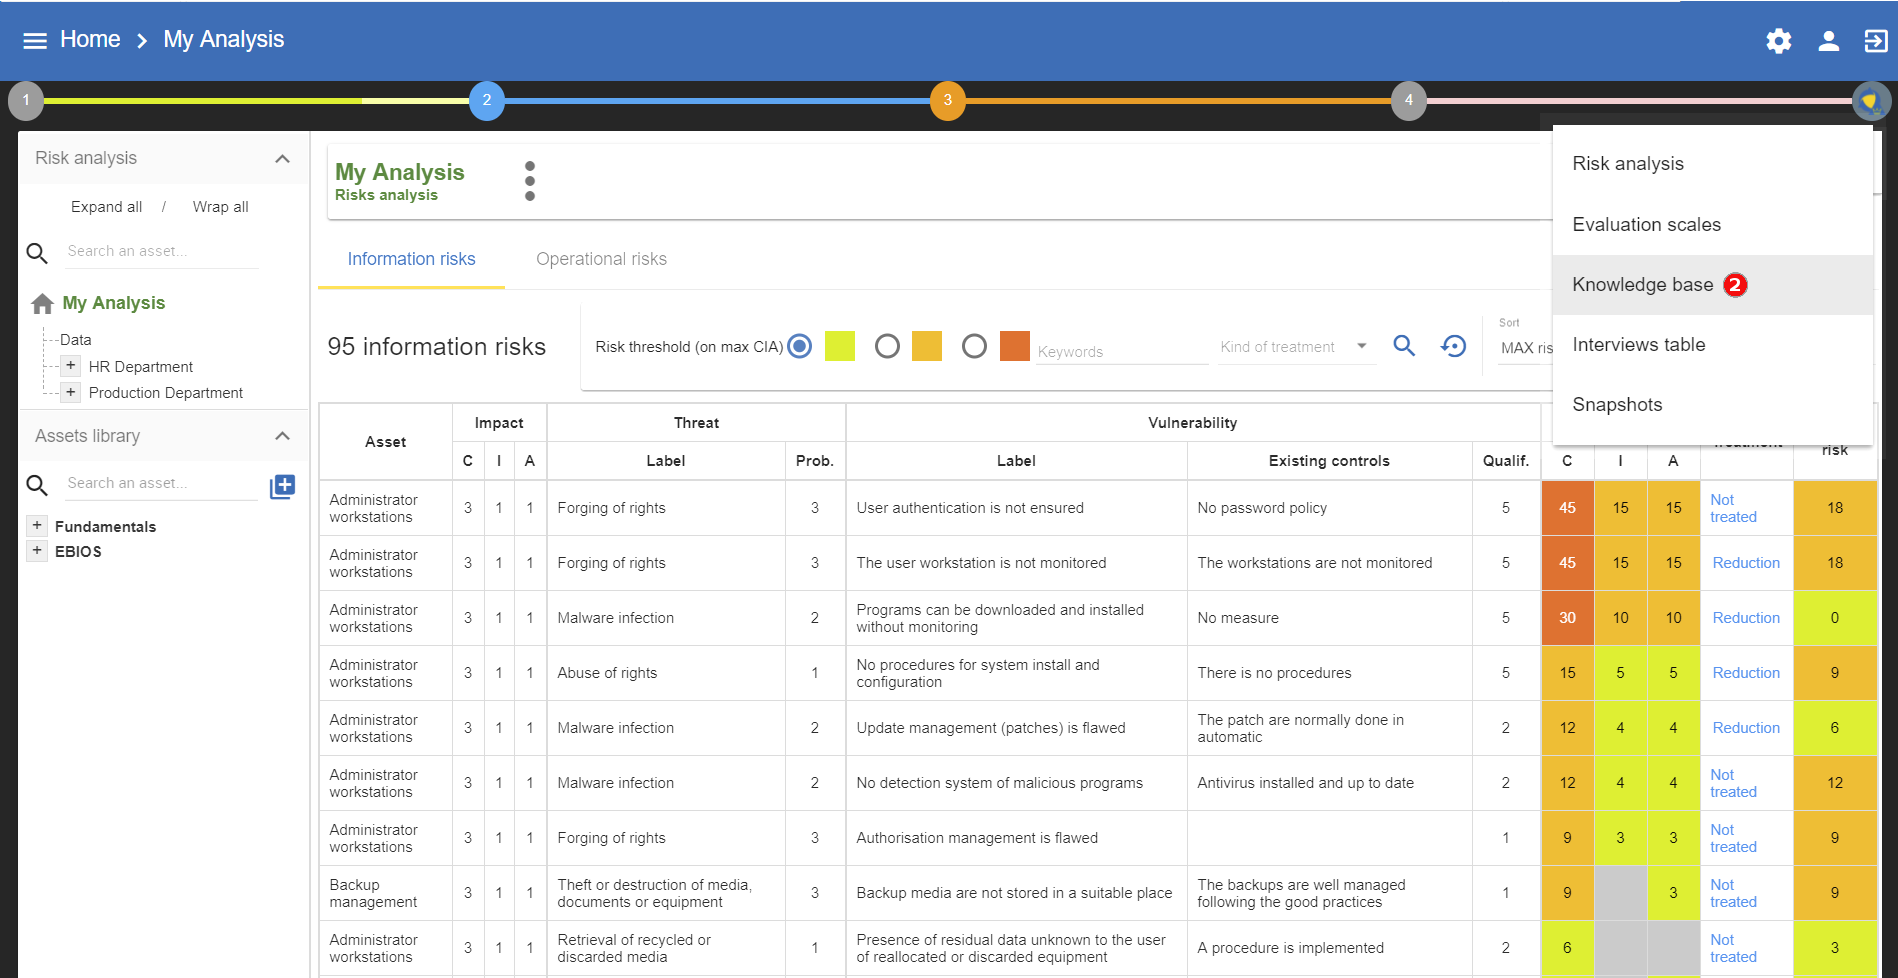 Home > My Analysis
1 2 3 4
Risk analysis
Expand all / Wrap all
Search an asset...
My Analysis
Data
+ HR Department
+ Production Department
Assets library
Search an asset...
+ Fundamentals
+ EBIOS
My Analysis
Risks analysis
Information risks Operational risks
95 information risks
Risk threshold (on max CIA) Keywords Kind of treatment
Sort
MAX ris
Risk analysis
Evaluation scales
Knowledge base 2
Interviews table
Snapshots
Asset Impact Threat Vulnerability risk
C I A Label Prob. Label Existing controls Qualif. C I A
Administrator
workstations 3 1 1 Forging of rights 3 User authentication is not ensured No password policy 5 45 15 15 Not
treated 18
Administrator
workstations 3 1 1 Forging of rights 3 The user workstation is not monitored The workstations are not monitored 5 45 15 15 Reduction 18
Administrator
workstations 3 1 1 Malware infection 2 Programs can be downloaded and installed
without monitoring No measure 5 30 10 10 Reduction 0
Administrator
workstations 3 1 1 Abuse of rights 1 No procedures for system install and
configuration There is no procedures 5 15 5 5 Reduction 9
Administrator
workstations 3 1 1 Malware infection 2 Update management (patches) is flawed The patch are normally done in
automatic 2 12 4 4 Reduction 6
Administrator
workstations 3 1 1 Malware infection 2 No detection system of malicious programs Antivirus installed and up to date 2 12 4 4 Not
treated 12
Administrator
workstations 3 1 1 Forging of rights 3 Authorisation management is flawed 1 9 3 3 Not
treated 9
Backup
management 3 1 1 Theft or destruction of media,
documents or equipment 3 Backup media are not stored in a suitable place The backups are well managed
following the good practices 1 9 3 Not
treated 9
Administrator
workstations 3 1 1 Retrieval of recycled or
discarded media 1 Presence of residual data unknown to the user
of reallocated or discarded equipment A procedure is implemented 2 6 Not
treated 3